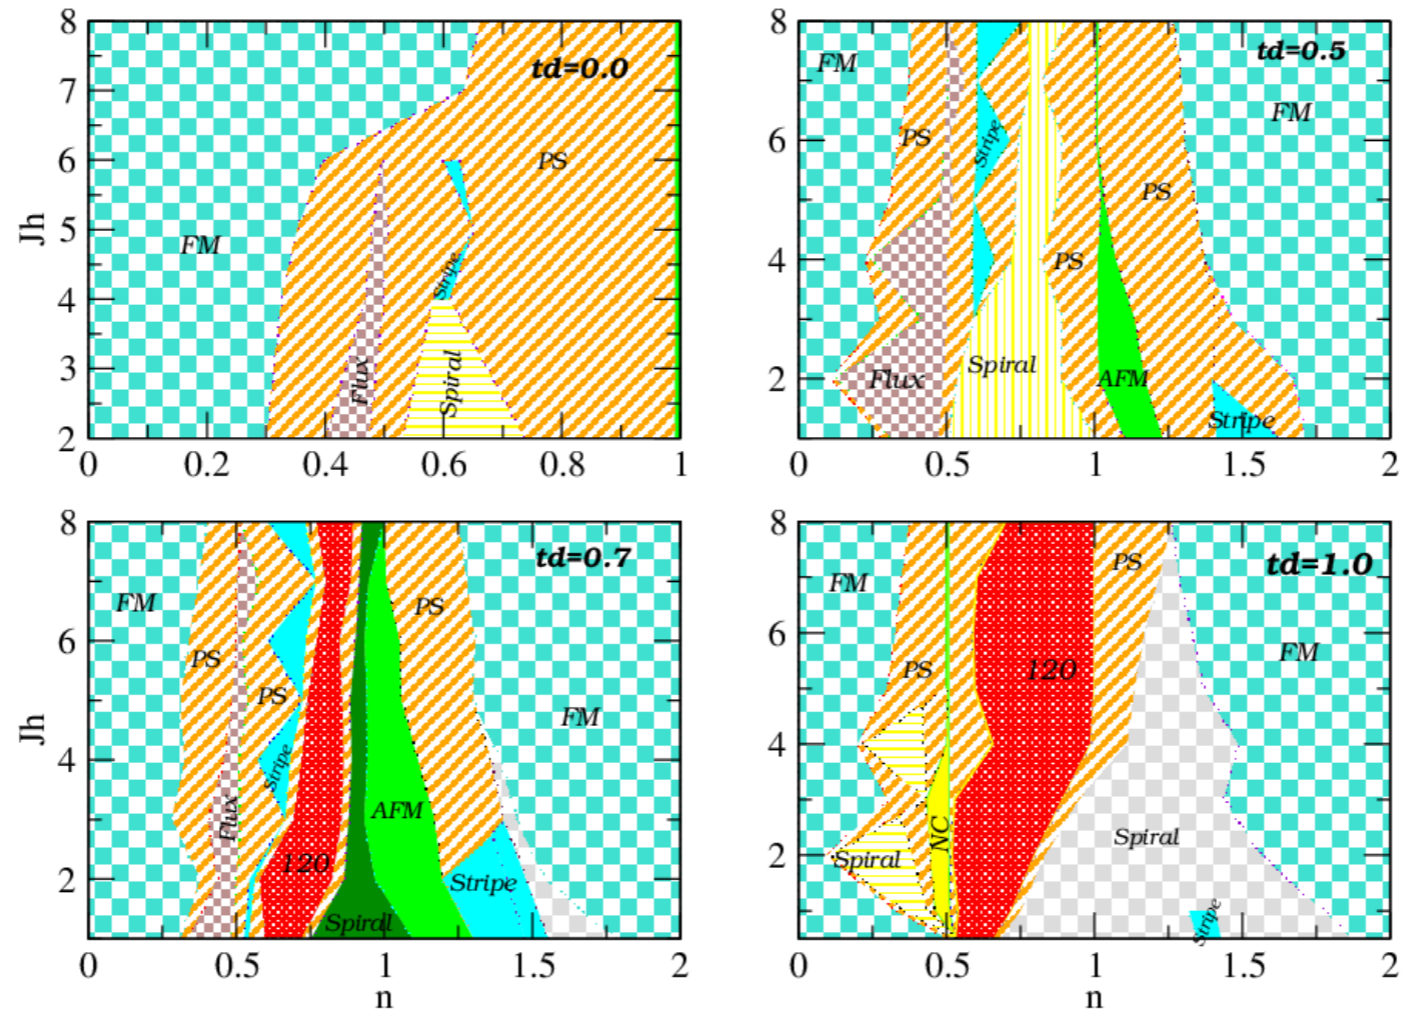 td=0.0
FM
PS
Flux
Stripe
Spiral
Jh
8
7
6
5
4
3
2
0
0.2
0.4
0.6
0.8
1
td=0.5
FM
FM
PS
Stripe
PS
PS
Flux
Spiral
AFM
Stripe
8
6
4
2
0
0.5
1
1.5
2
td=0.7
FM
PS
PS
PS
FM
Stripe
Flux
AFM
120
Stripe
Spiral
Jh
8
6
4
2
0
0.5
1
1.5
2
n
td=1.0
PS
FM
FM
PS
120
NC
Spiral
Spiral
Stripe
8
6
4
2
0
0.5
1
1.5
2
n